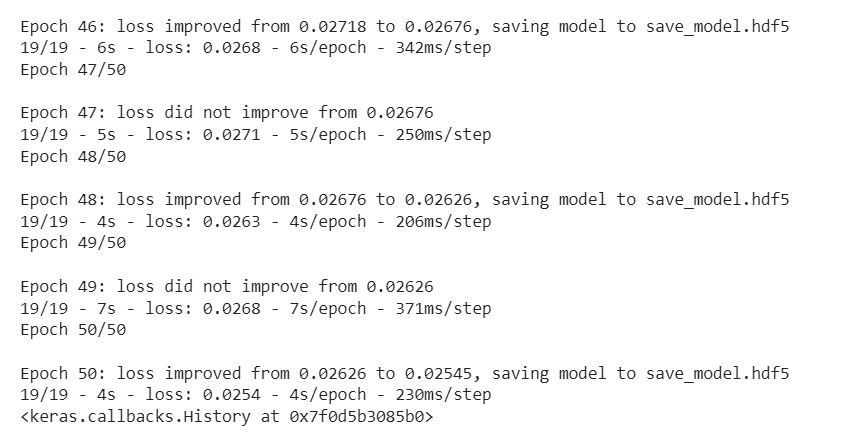 Epoch 46: loss improved from 0.02718 to 0.02676, saving model to save_model.hdf5
19/19 - 6s - loss: 0.0268 - 6s/epoch - 342ms/step
Epoch 47/50
Epoch 47: loss did not improve from 0.02676
19/19 - 5s - loss: 0.0271 - 5s/epoch - 250ms/step
Epoch 48/50
Epoch 48: loss improved from 0.02676 to 0.02626, saving model to save_model.hdf5
19/19 - 4s - loss: 0.0263 - 4s/epoch - 206ms/step
Epoch 49/50
Epoch 49: loss did not improve from 0.02626
19/19 - 7s - loss: 0.0268 - 7s/epoch - 371ms/step
Epoch 50/50
Epoch 50: loss improved from 0.02626 to 0.02545, saving model to save_model.hdf5
19/19 - 4s - loss: 0.0254 - 4s/epoch - 230ms/step
<keras.callbacks.History at 0x7f0d5b3085b0>